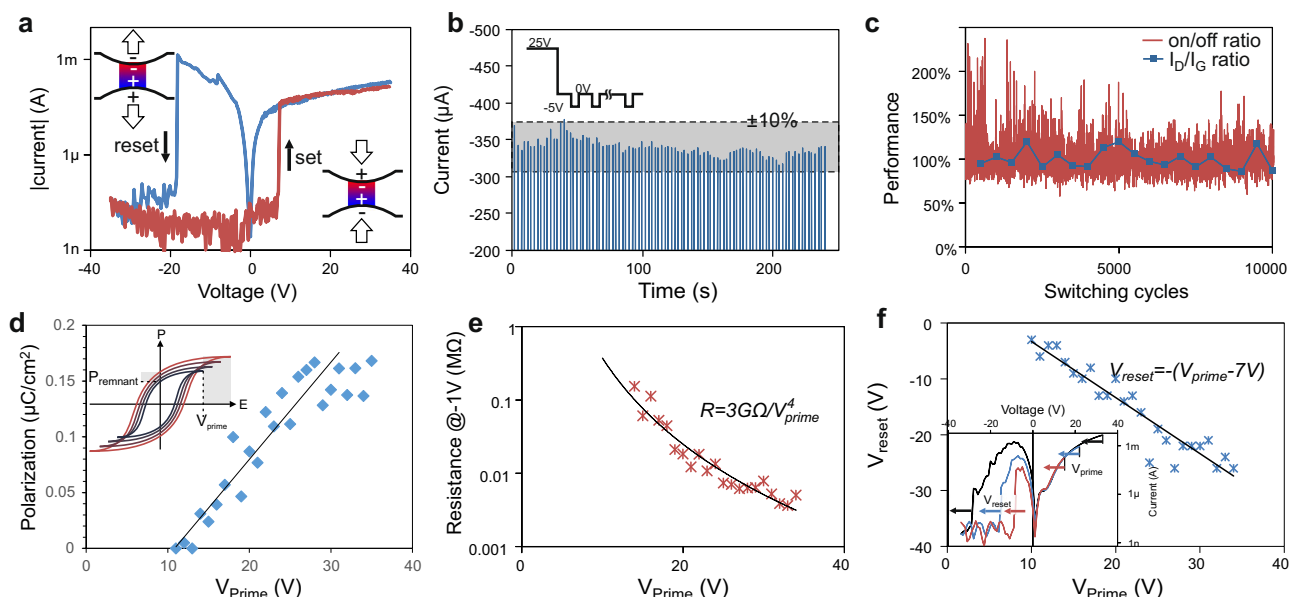 a
1m
1μ
1n
|current| (A)
reset
set
-
-
+
+
+
+
-
-
-40
-20
0
20
40
Voltage (V)
b
-500
-450
-400
-350
-300
-250
-200
Current (μA)
25V
0V
-5V
±10%
0
100
200
Time (s)
c
on/off ratio
I_D/I_G ratio
200%
150%
100%
50%
0%
Performance
0
5000
10000
Switching cycles
d
0.2
0.15
0.1
0.05
0
Polarization (μC/cm²)
P
P_remnant
E
V_prime
0
10
20
30
40
V_Prime (V)
e
1
0.1
0.01
0.001
Resistance @-1V (MΩ)
R=3GΩ/V⁴_prime
0
20
40
V_Prime (V)
f
-0
-10
-20
-30
-40
V_reset (V)
V_reset=-(V_prime-7V)
Voltage (V)
-40
-20
0
20
40
1m
1μ
1n
Current (A)
V_prime
V_reset
0
10
20
30
40
V_Prime (V)